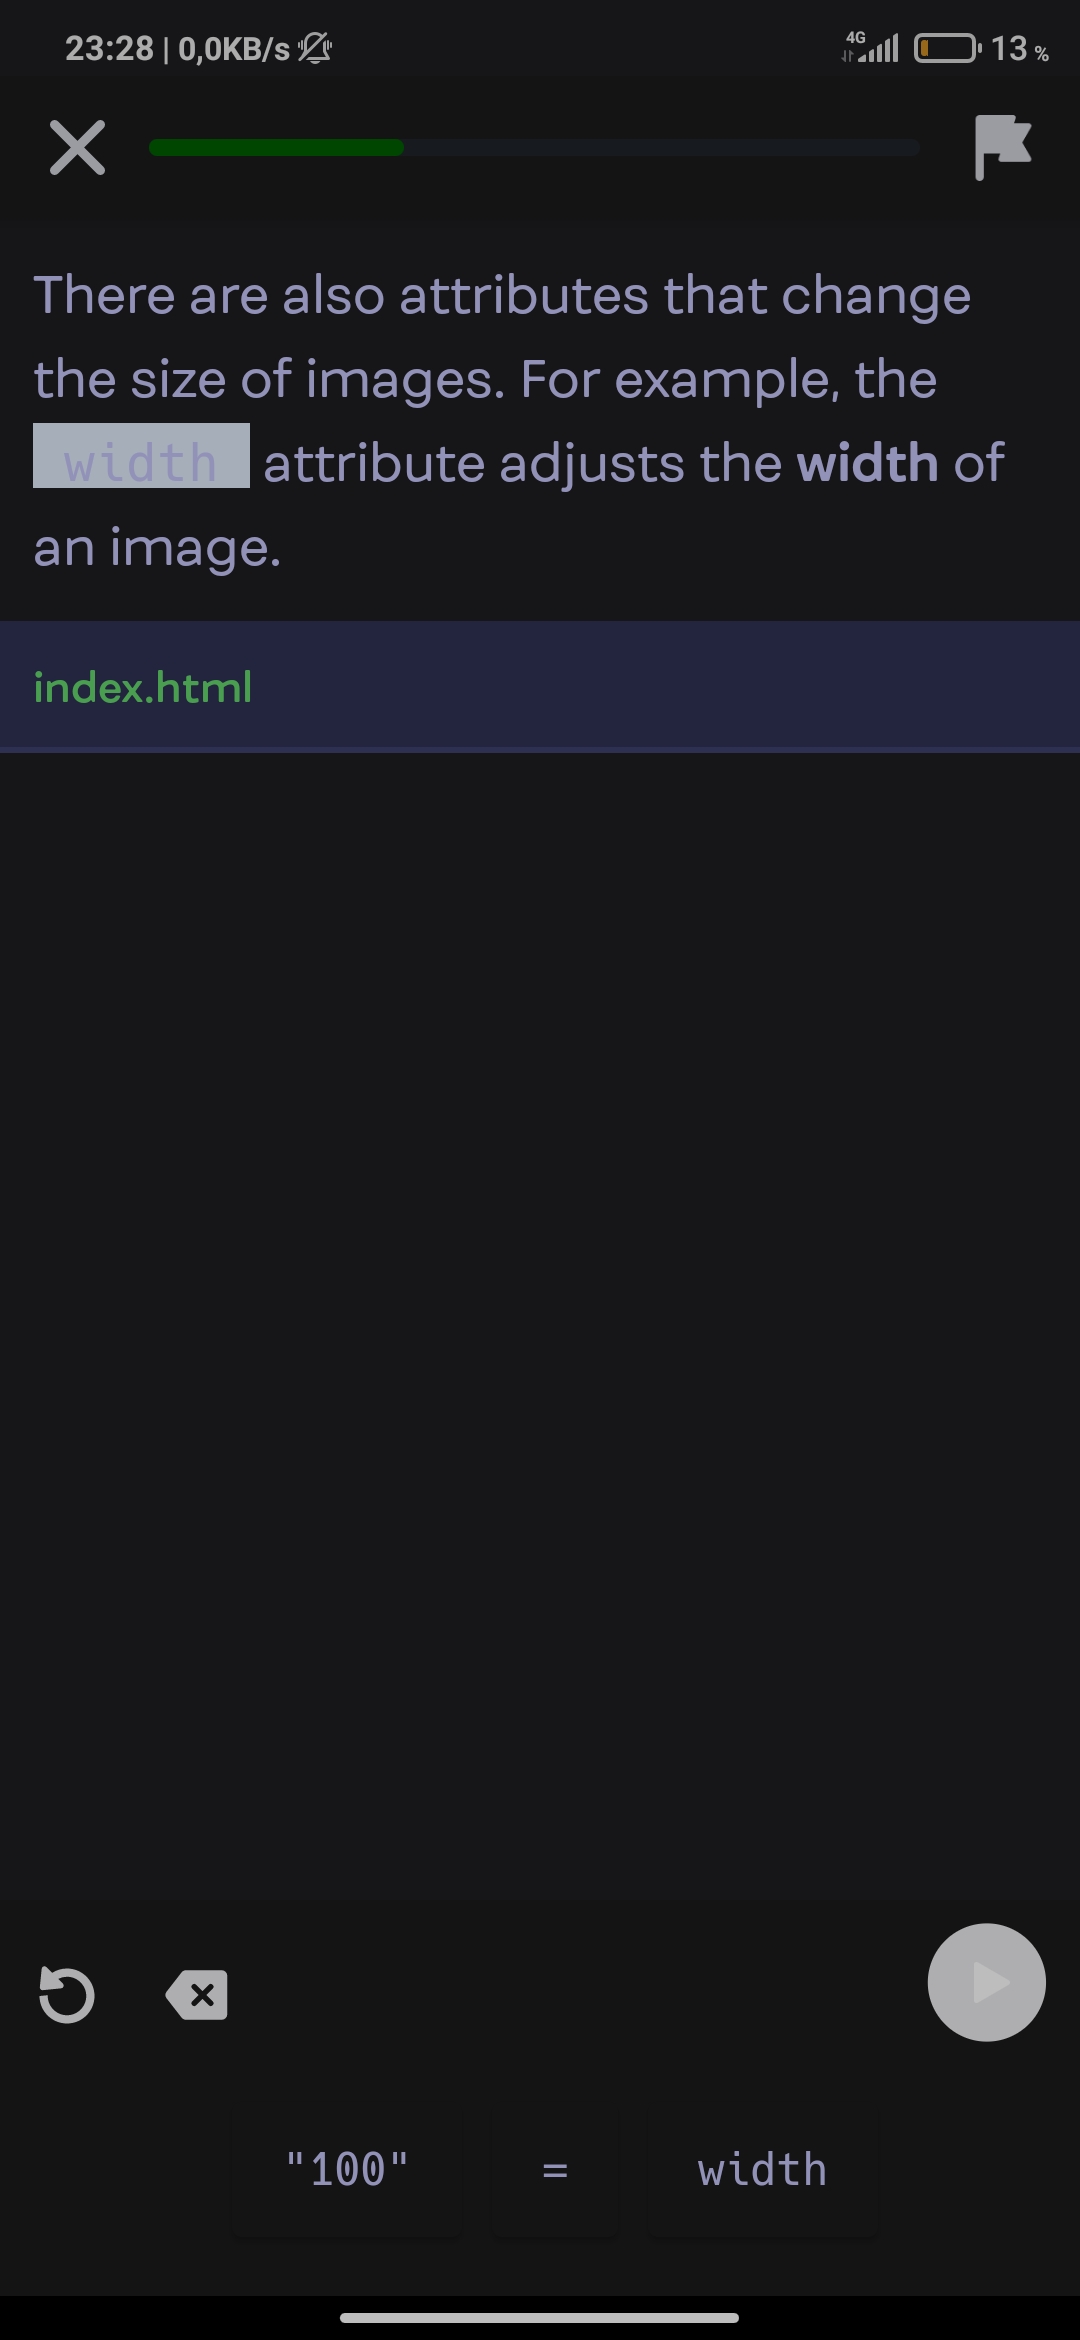 23:28 | 0,0KB/s
4G
13 %
There are also attributes that change
the size of images. For example, the
width attribute adjusts the width of
an image.
index.html
"100" = width